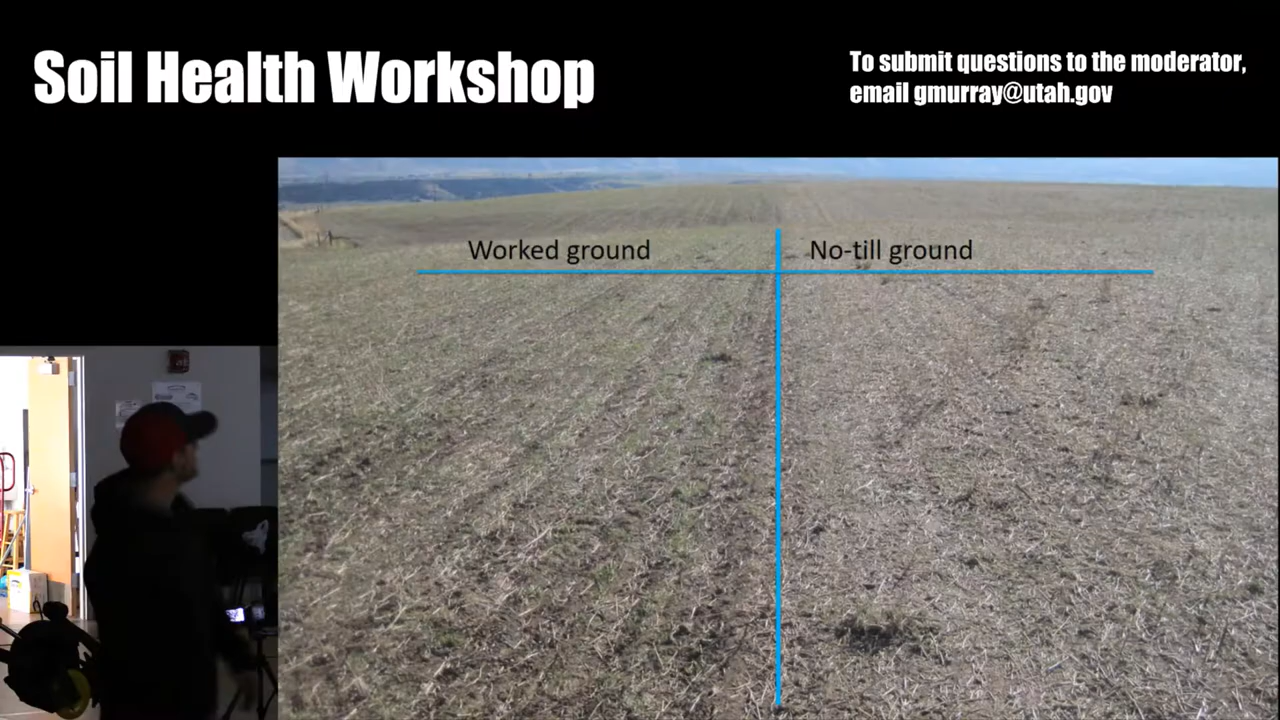 Soil Health Workshop
To submit questions to the moderator,
email gmurray@utah.gov
Worked ground
No-till ground